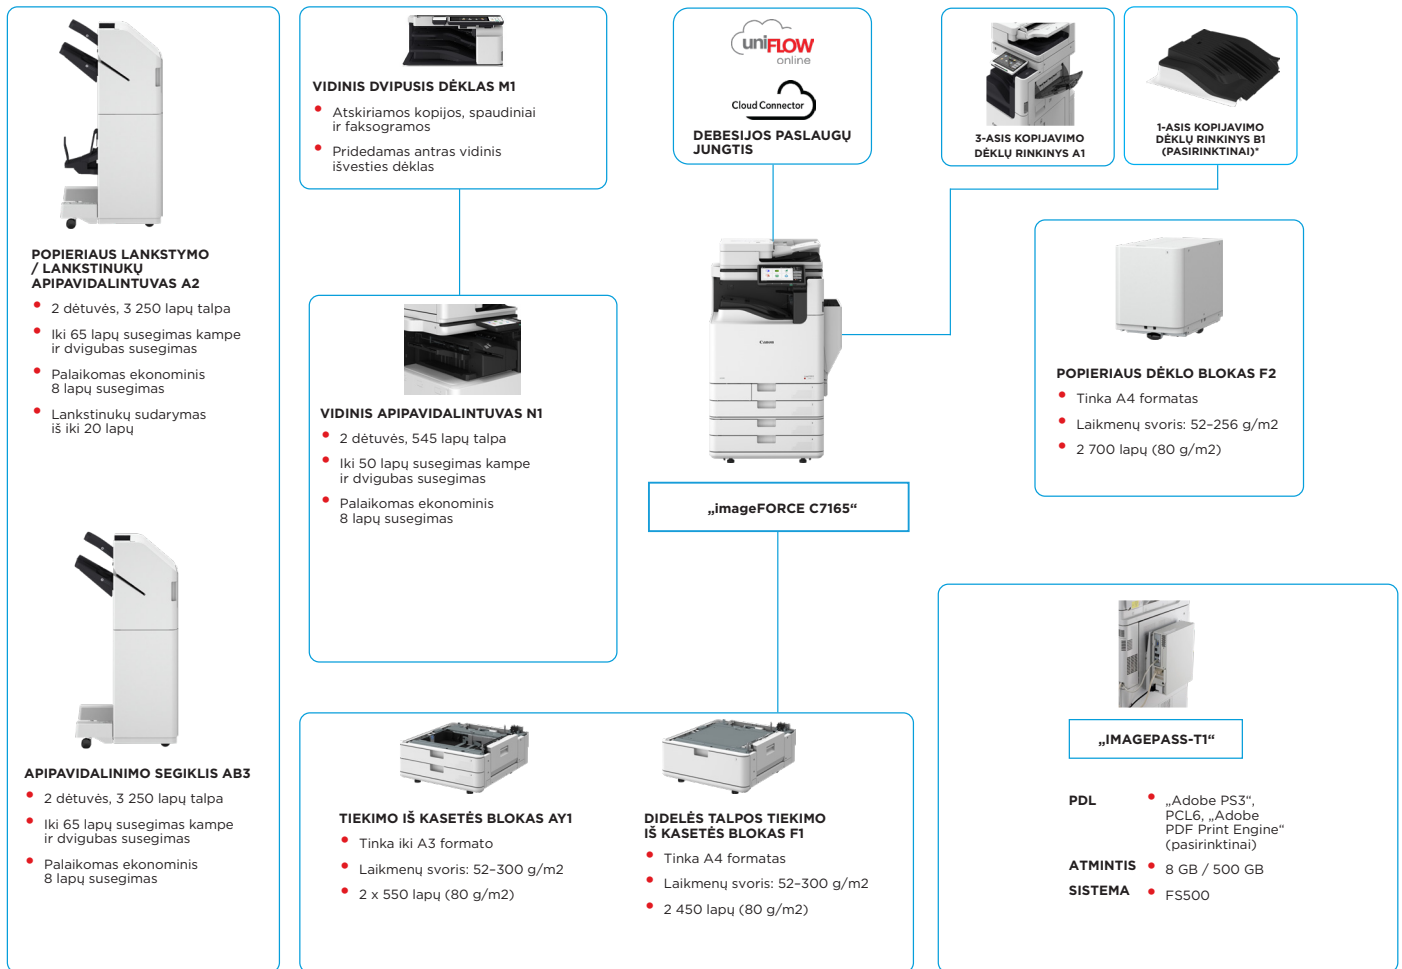 POPIERIAUS LANKSTYMO
/ LANKSTINUKŲ
APIPAVIDALINTUVAS A2
• 2 dėtuvės, 3 250 lapų talpa
• Iki 65 lapų susegimas kampe
ir dvigubas susegimas
• Palaikomas ekonominis
8 lapų susegimas
• Lankstinukų sudarymas
iš iki 20 lapų
APIPAVIDALINIMO SEGIKLIS AB3
• 2 dėtuvės, 3 250 lapų talpa
• Iki 65 lapų susegimas kampe
ir dvigubas susegimas
• Palaikomas ekonominis
8 lapų susegimas
VIDINIS DVIPUSIS DĖKLAS M1
• Atskiriamos kopijos, spaudiniai
ir faksogramos
• Pridedamas antras vidinis
išvesties dėklas
VIDINIS APIPAVIDALINTUVAS N1
• 2 dėtuvės, 545 lapų talpa
• Iki 50 lapų susegimas kampe
ir dvigubas susegimas
• Palaikomas ekonominis
8 lapų susegimas
uniFLOW
online
Cloud Connector
DEBESIJOS PASLAUGŲ
JUNGTIS
3-ASIS KOPIJAVIMO
DĖKLŲ RINKINYS A1
1-ASIS KOPIJAVIMO
DĖKLŲ RINKINYS B1
(PASIRINKTINAI)*
Canon
„imageFORCE C7165“
POPIERIAUS DĖKLO BLOKAS F2
• Tinka A4 formatas
• Laikmenų svoris: 52–256 g/m2
• 2 700 lapų (80 g/m2)
TIEKIMO IŠ KASETĖS BLOKAS AY1
• Tinka iki A3 formato
• Laikmenų svoris: 52–300 g/m2
• 2 x 550 lapų (80 g/m2)
DIDELĖS TALPOS TIEKIMO
IŠ KASETĖS BLOKAS F1
• Tinka A4 formatas
• Laikmenų svoris: 52–300 g/m2
• 2 450 lapų (80 g/m2)
„IMAGEPASS-T1“
PDL • „Adobe PS3“,
PCL6, „Adobe
PDF Print Engine“
(pasirinktinai)
ATMINTIS • 8 GB / 500 GB
SISTEMA • FS500